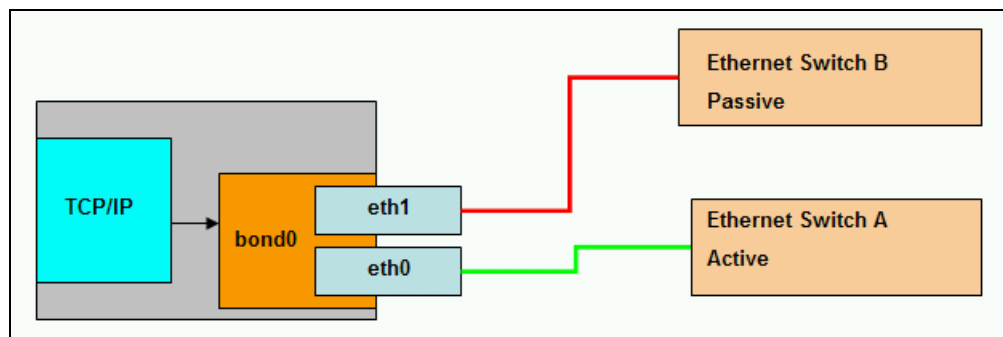 TCP/IP
bond0
eth1
eth0
Ethernet Switch B
Passive
Ethernet Switch A
Active